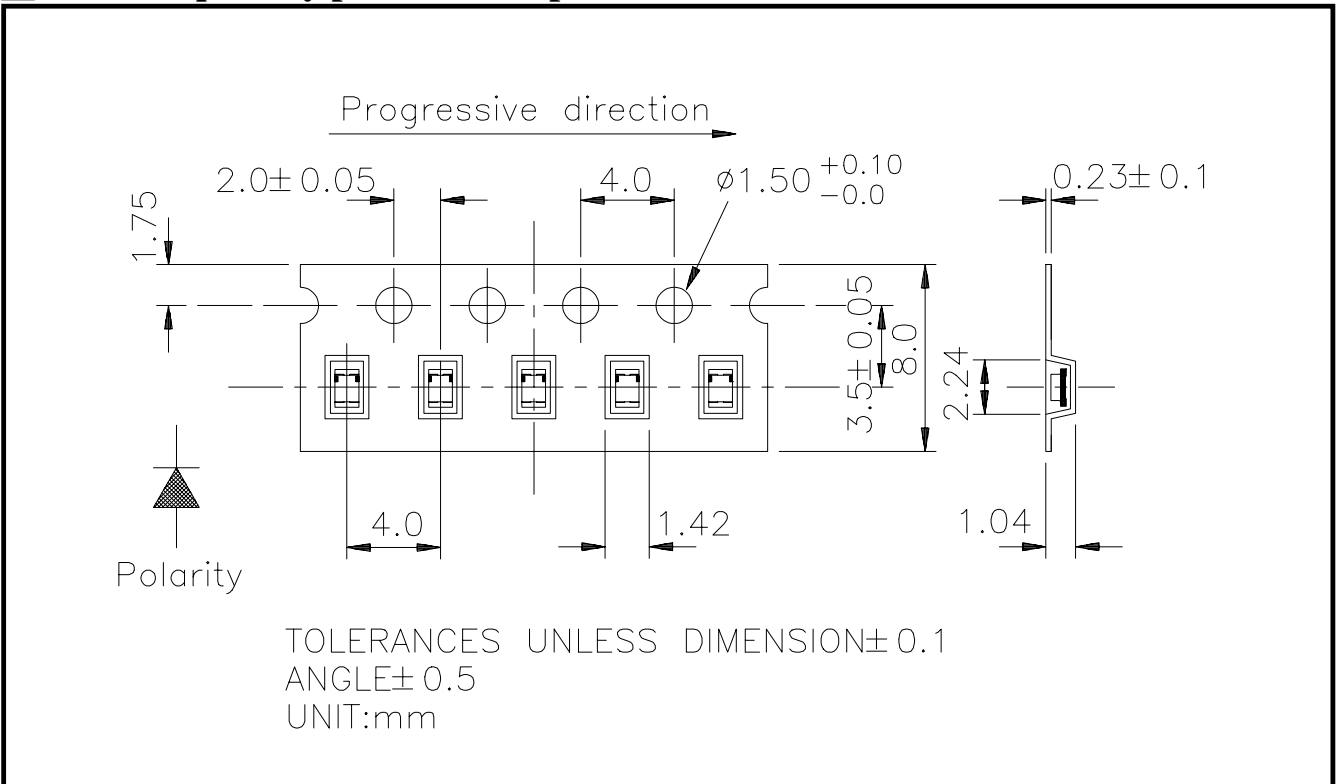 Progressive direction
2.0±0.05
4.0
ø1.50 +0.10
-0.0
0.23±0.1
1.75
3.5±0.05
8.0
2.24
4.0
1.42
1.04
Polarity
TOLERANCES UNLESS DIMENSION±0.1
ANGLE±0.5
UNIT:mm